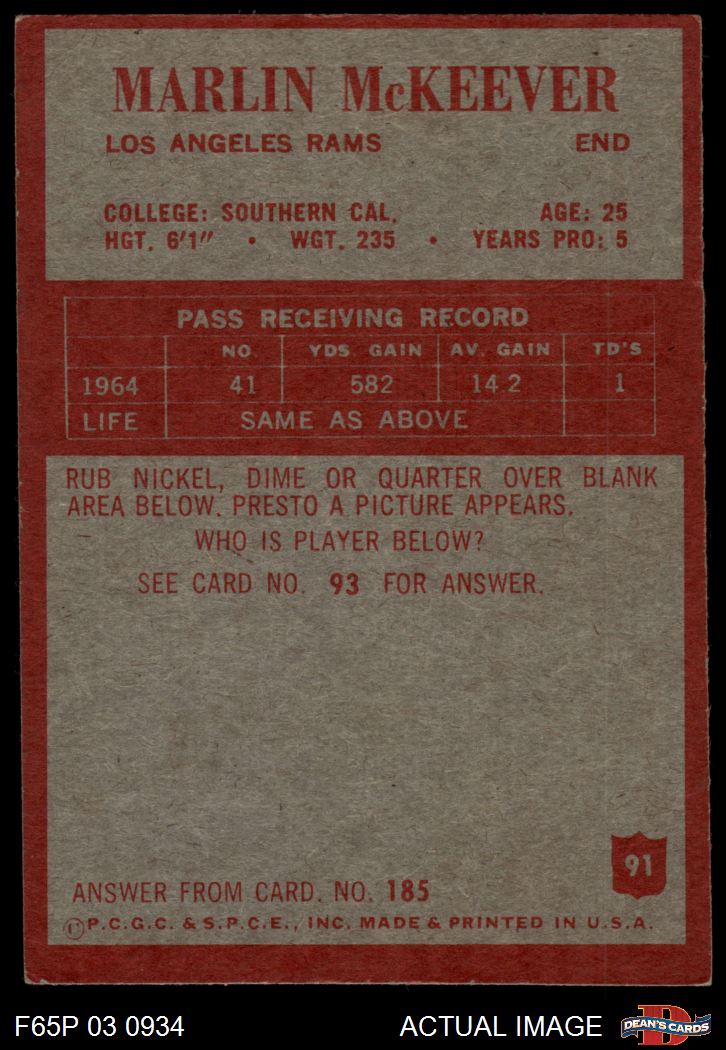 MARLIN McKEEVER
LOS ANGELES RAMS END
COLLEGE: SOUTHERN CAL. AGE: 25
HGT. 6'1" • WGT. 235 • YEARS PRO: 5
PASS RECEIVING RECORD
NO. YDS. GAIN AV. GAIN TD'S
1964 41 582 14.2 1
LIFE SAME AS ABOVE
RUB NICKEL, DIME OR QUARTER OVER BLANK
AREA BELOW. PRESTO A PICTURE APPEARS.
WHO IS PLAYER BELOW?
SEE CARD NO. 93 FOR ANSWER.
91
ANSWER FROM CARD. NO. 185
©P.C.G.C. & S.P.C.E., INC. MADE & PRINTED IN U.S.A.
F65P 03 0934 ACTUAL IMAGE D DEAN'S CARDS